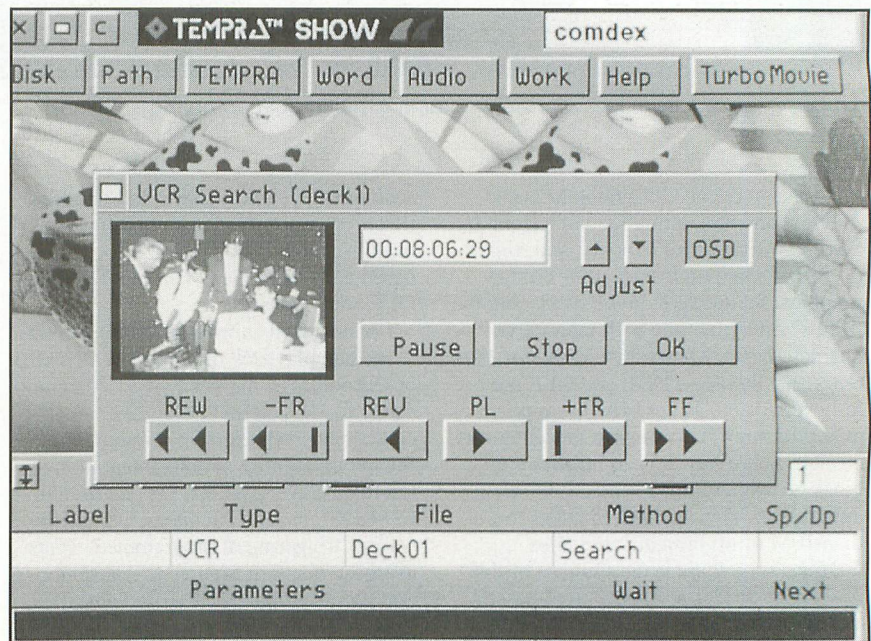 × C TEMPRA™ SHOW comdex
Disk Path TEMPRA Word Audio Work Help TurboMovie
VCR Search (deck1)
00:08:06:29 OSD
Adjust
Pause Stop OK
REW -FR REV PL +FR FF
1
Label Type File Method Sp/Dp
VCR Deck01 Search
Parameters Wait Next